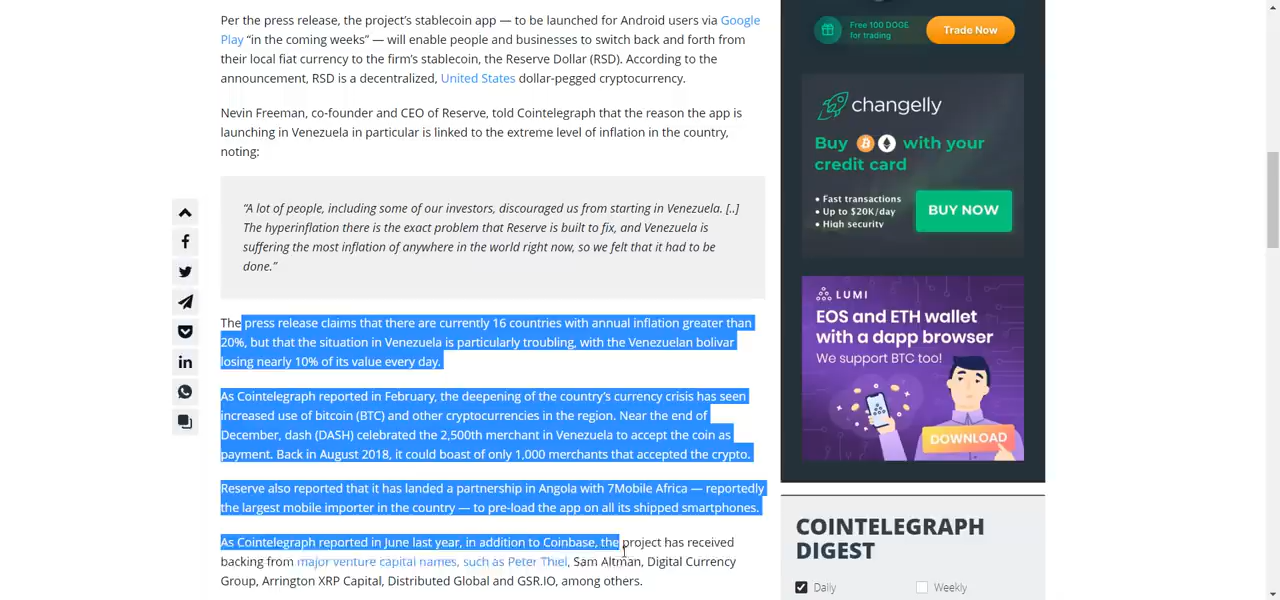 Per the press release, the project’s stablecoin app — to be launched for Android users via Google
Play “in the coming weeks” — will enable people and businesses to switch back and forth from
their local fiat currency to the firm’s stablecoin, the Reserve Dollar (RSD). According to the
announcement, RSD is a decentralized, United States dollar-pegged cryptocurrency.
Nevin Freeman, co-founder and CEO of Reserve, told Cointelegraph that the reason the app is
launching in Venezuela in particular is linked to the extreme level of inflation in the country,
noting:
“A lot of people, including some of our investors, discouraged us from starting in Venezuela. [..]
The hyperinflation there is the exact problem that Reserve is built to fix, and Venezuela is
suffering the most inflation of anywhere in the world right now, so we felt that it had to be
done.”
The press release claims that there are currently 16 countries with annual inflation greater than
20%, but that the situation in Venezuela is particularly troubling, with the Venezuelan bolivar
losing nearly 10% of its value every day.
As Cointelegraph reported in February, the deepening of the country’s currency crisis has seen
increased use of bitcoin (BTC) and other cryptocurrencies in the region. Near the end of
December, dash (DASH) celebrated the 2,500th merchant in Venezuela to accept the coin as
payment. Back in August 2018, it could boast of only 1,000 merchants that accepted the crypto.
Reserve also reported that it has landed a partnership in Angola with 7Mobile Africa — reportedly
the largest mobile importer in the country — to pre-load the app on all its shipped smartphones.
As Cointelegraph reported in June last year, in addition to Coinbase, the project has received
backing from major venture capital names, such as Peter Thiel, Sam Altman, Digital Currency
Group, Arrington XRP Capital, Distributed Global and GSR.IO, among others.
Free 100 DOGE
for trading
Trade Now
changelly
Buy with your
credit card
• Fast transactions
• Up to $20K/day
• High security
BUY NOW
LUMI
EOS and ETH wallet
with a dapp browser
We support BTC too!
DOWNLOAD
COINTELEGRAPH
DIGEST
Daily
Weekly